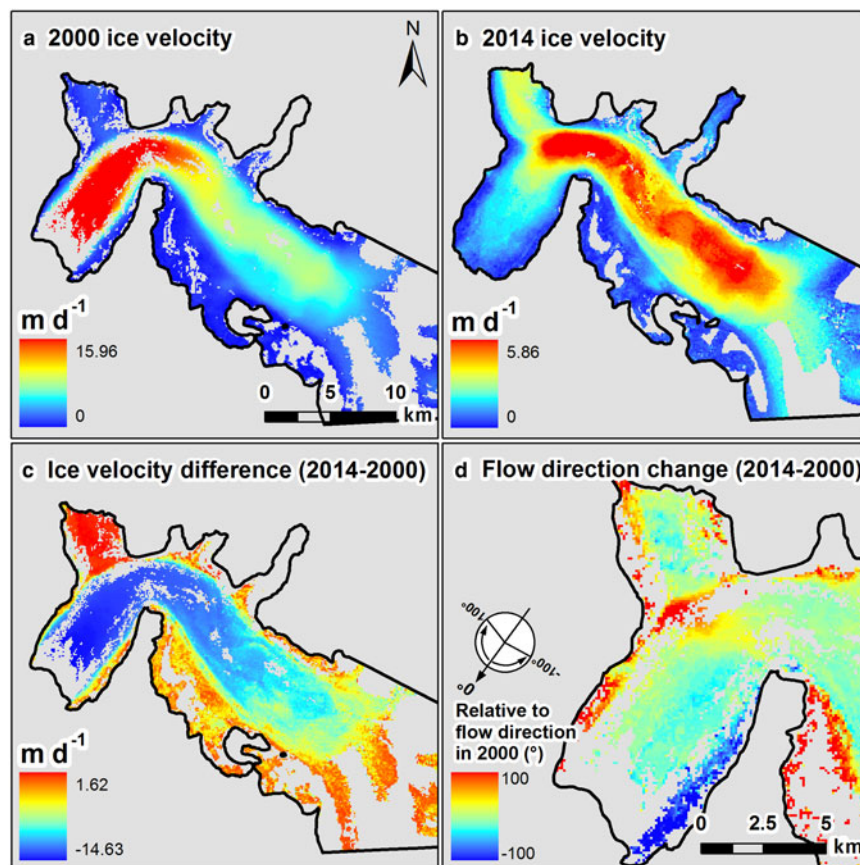 a 2000 ice velocity
N
m d⁻¹
15.96
0
0 5 10
km
b 2014 ice velocity
m d⁻¹
5.86
0
c Ice velocity difference (2014-2000)
m d⁻¹
1.62
-14.63
d Flow direction change (2014-2000)
100°
-100°
0°
Relative to
flow direction
in 2000 (°)
100
-100
0 2.5 5
km